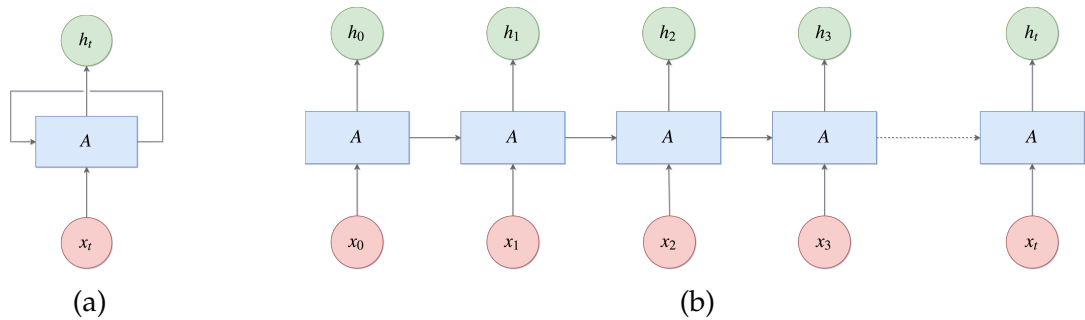 h_t
A
x_t
(a)
h_0 h_1 h_2 h_3 h_t
A A A A A
x_0 x_1 x_2 x_3 x_t
(b)